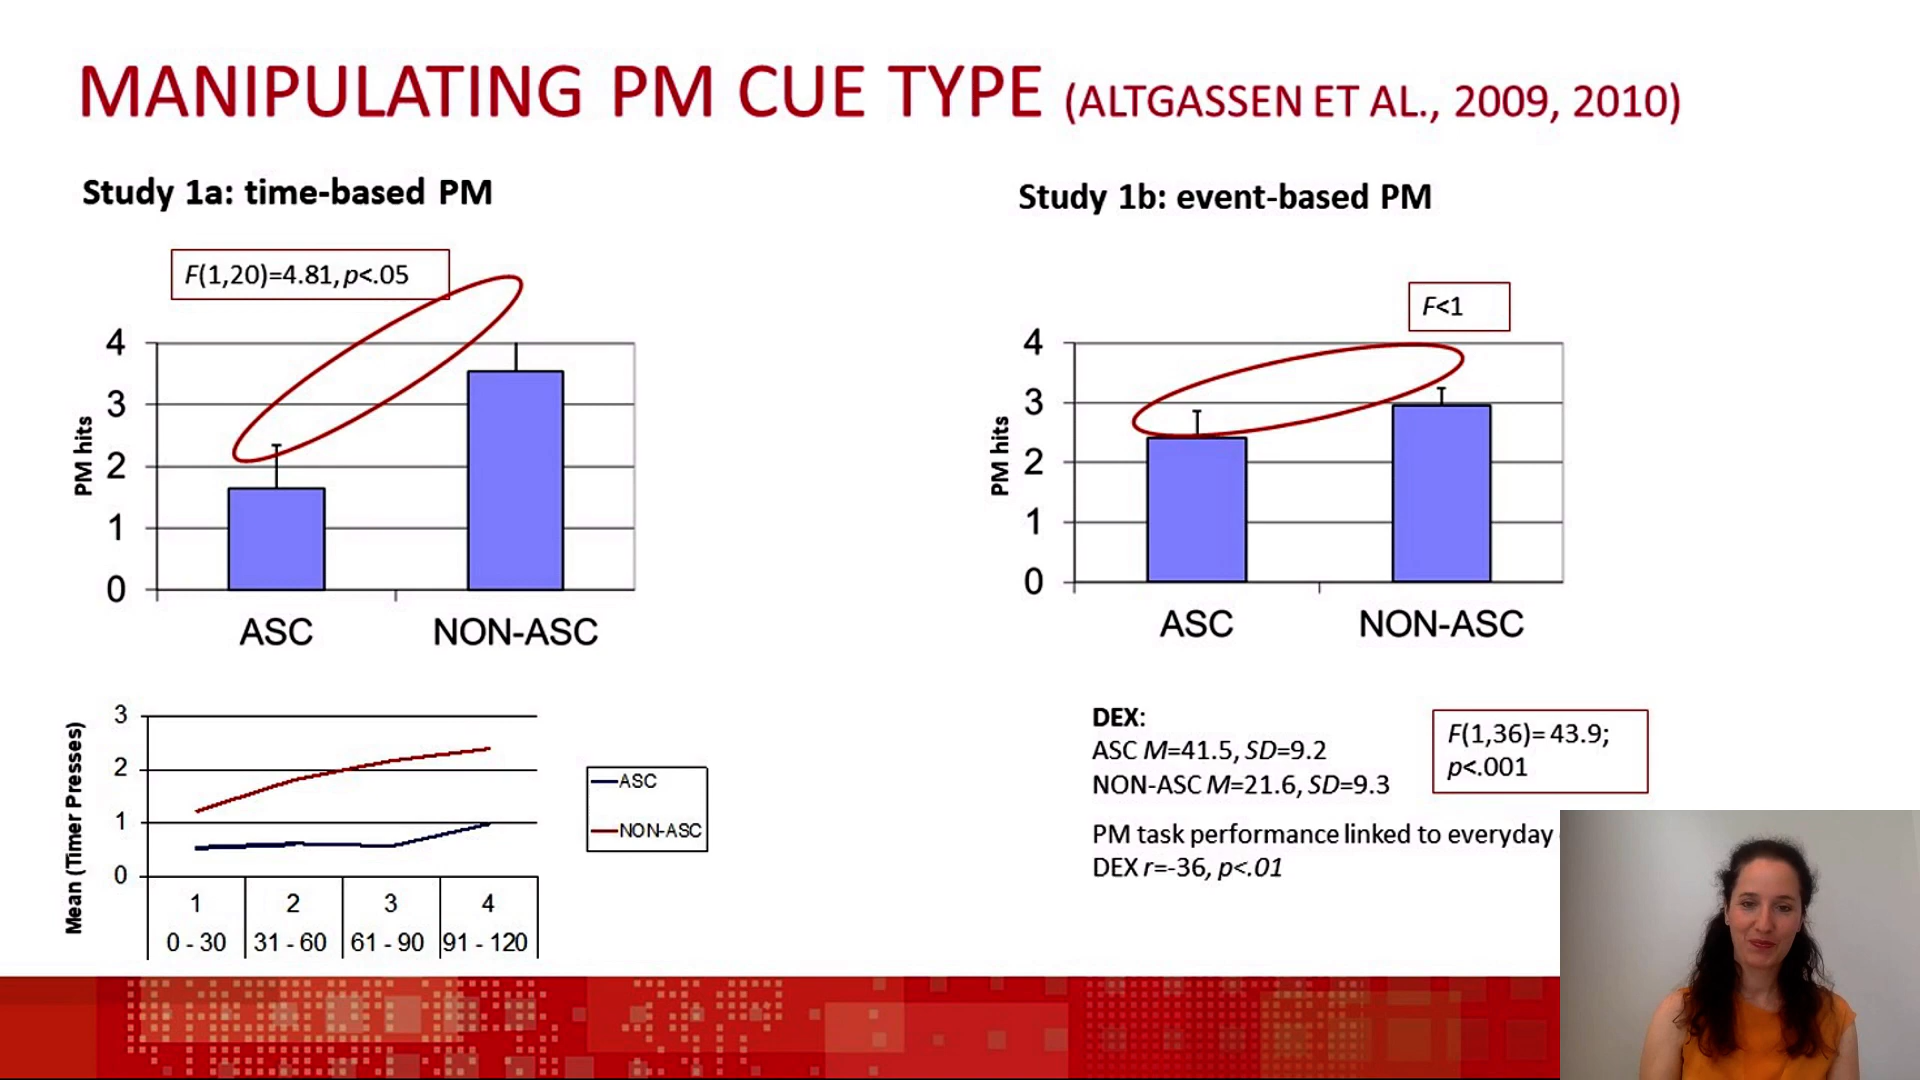 MANIPULATING PM CUE TYPE (ALTGASSEN ET AL., 2009, 2010)
Study 1a: time-based PM
F(1,20)=4.81, p<.05
PM hits
4
3
2
1
0
ASC NON-ASC
Mean (Timer Presses)
3
2
1
0
1 2 3 4
0 - 30 31 - 60 61 - 90 91 - 120
ASC
NON-ASC
Study 1b: event-based PM
F<1
PM hits
4
3
2
1
0
ASC NON-ASC
DEX:
ASC M=41.5, SD=9.2
NON-ASC M=21.6, SD=9.3
F(1,36)= 43.9;
p<.001
PM task performance linked to everyday
DEX r=-36, p<.01